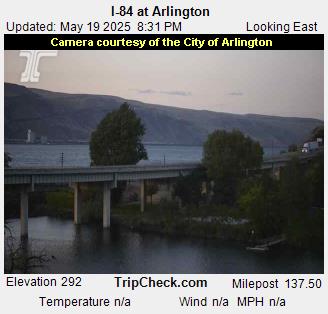 I-84 at Arlington
Updated: May 19 2025 8:31 PM Looking East
Camera courtesy of the City of Arlington
Elevation 292 TripCheck.com Milepost 137.50
Temperature n/a Wind n/a MPH n/a